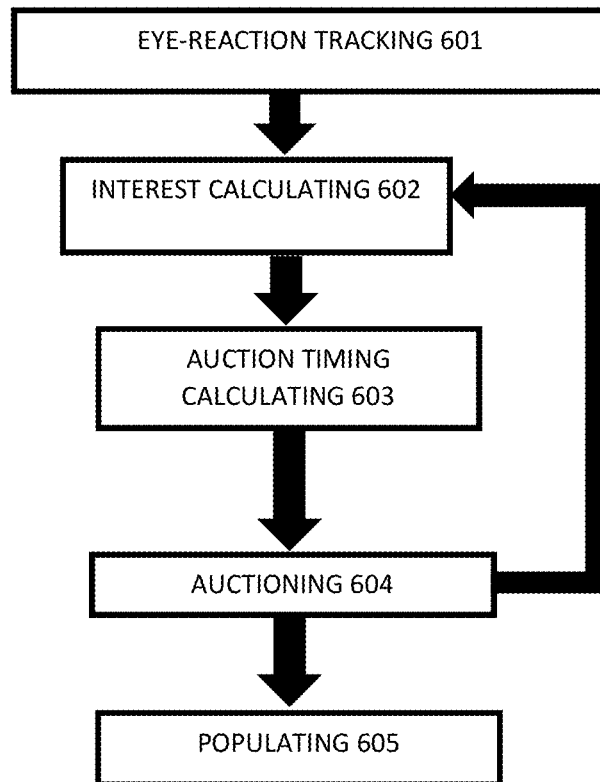 EYE-REACTION TRACKING 601
INTEREST CALCULATING 602
AUCTION TIMING
CALCULATING 603
AUCTIONING 604
POPULATING 605